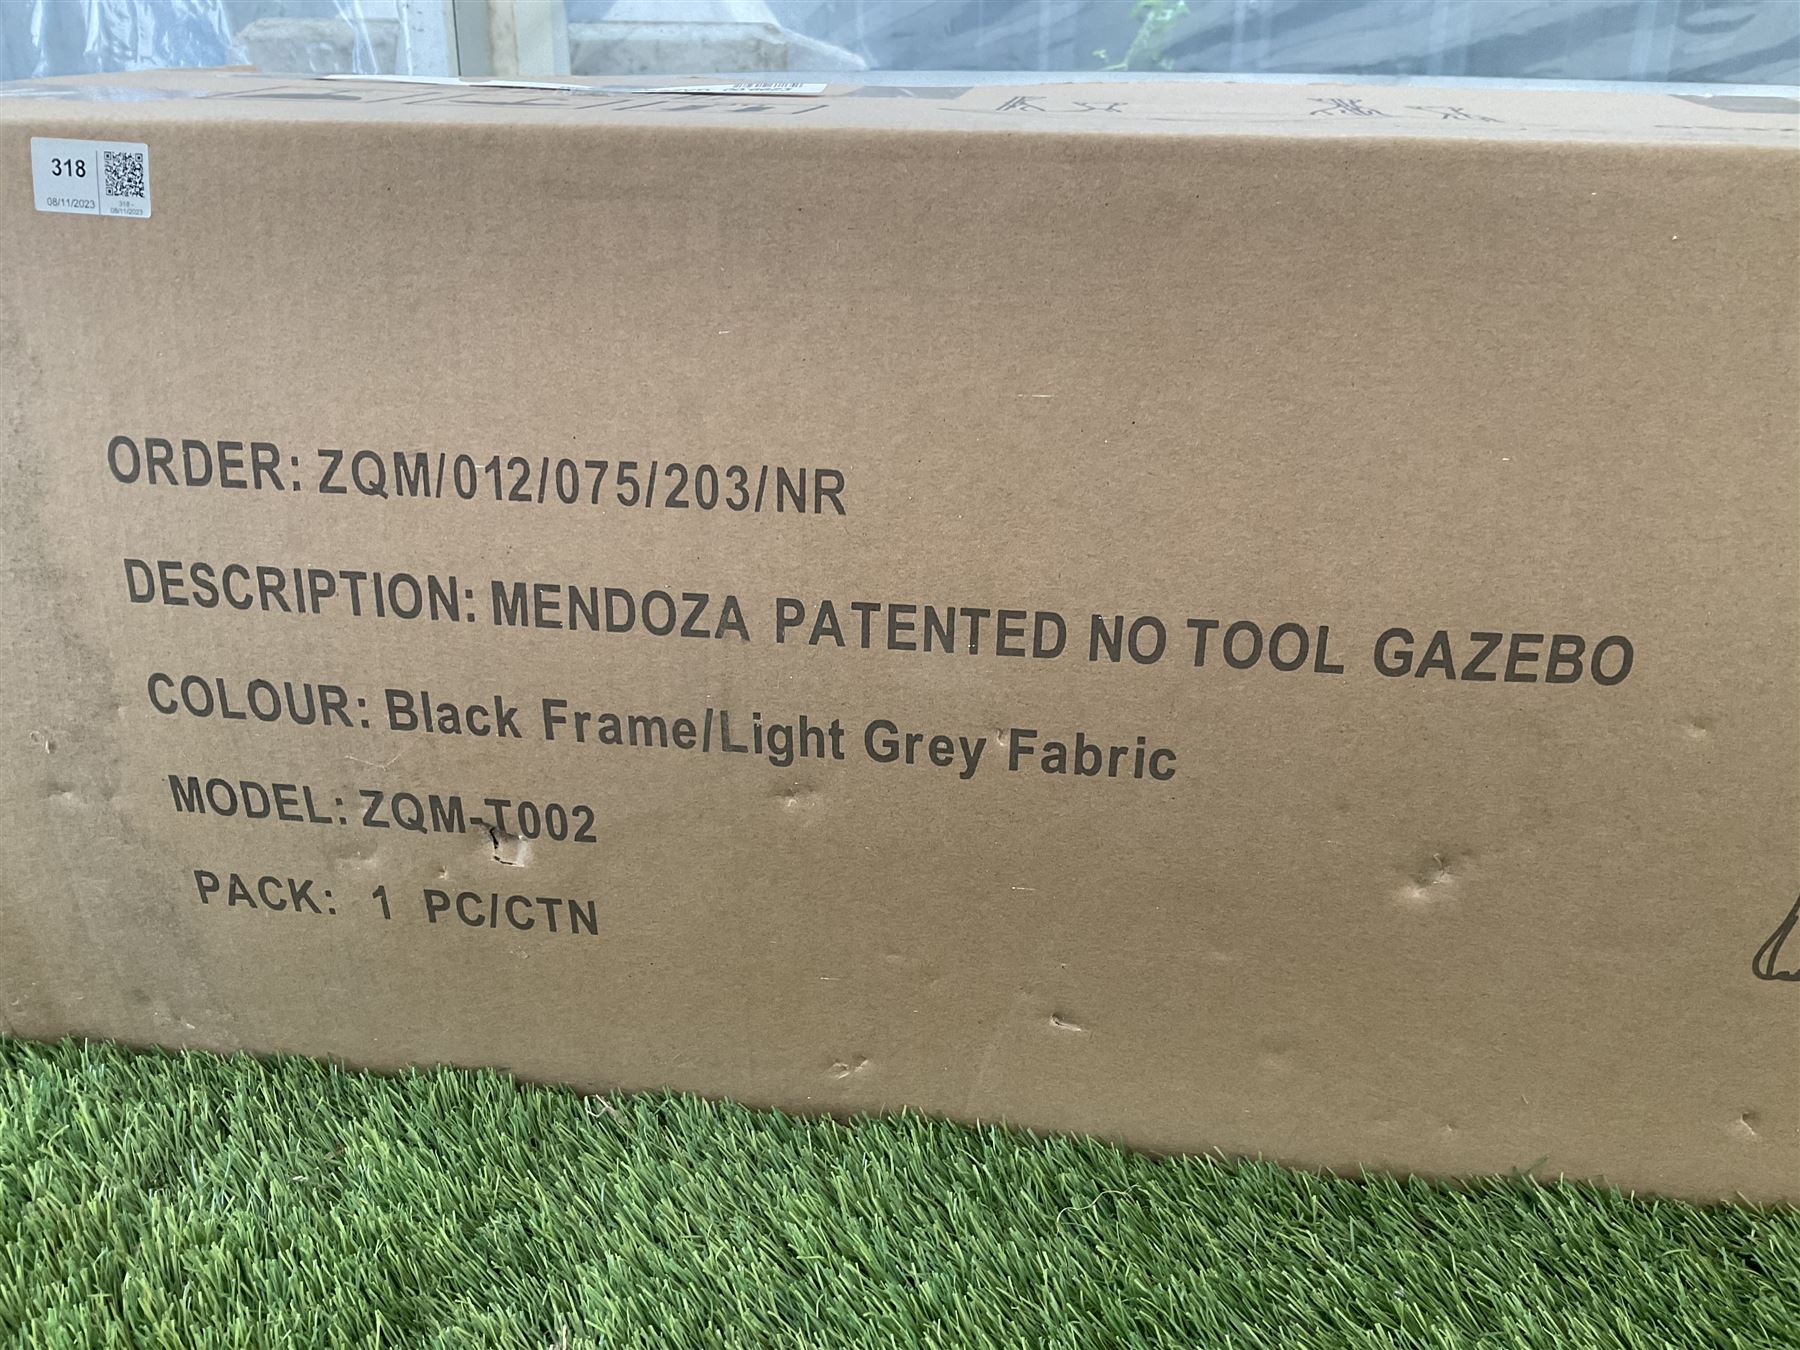 318
08/11/2023
318 -
08/11/2023
ORDER: ZQM/012/075/203/NR
DESCRIPTION: MENDOZA PATENTED NO TOOL GAZEBO
COLOUR: Black Frame/Light Grey Fabric
MODEL: ZQM-T002
PACK: 1 PC/CTN